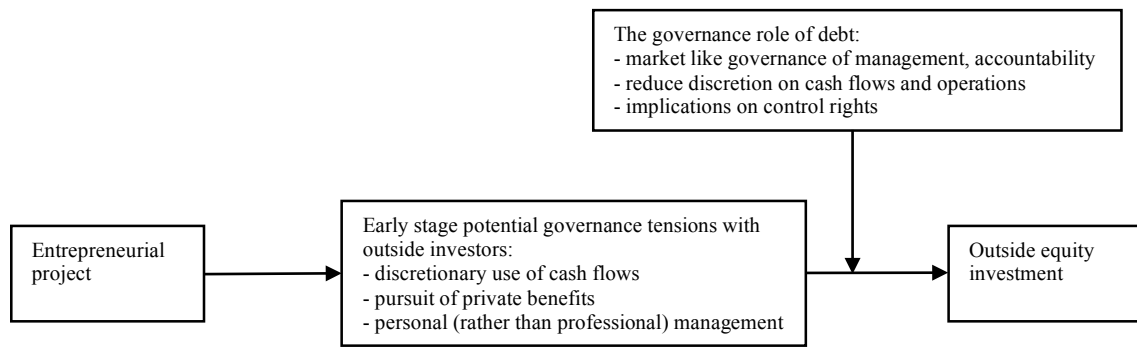 The governance role of debt:
- market like governance of management, accountability
- reduce discretion on cash flows and operations
- implications on control rights
Entrepreneurial
project
Early stage potential governance tensions with
outside investors:
- discretionary use of cash flows
- pursuit of private benefits
- personal (rather than professional) management
Outside equity
investment